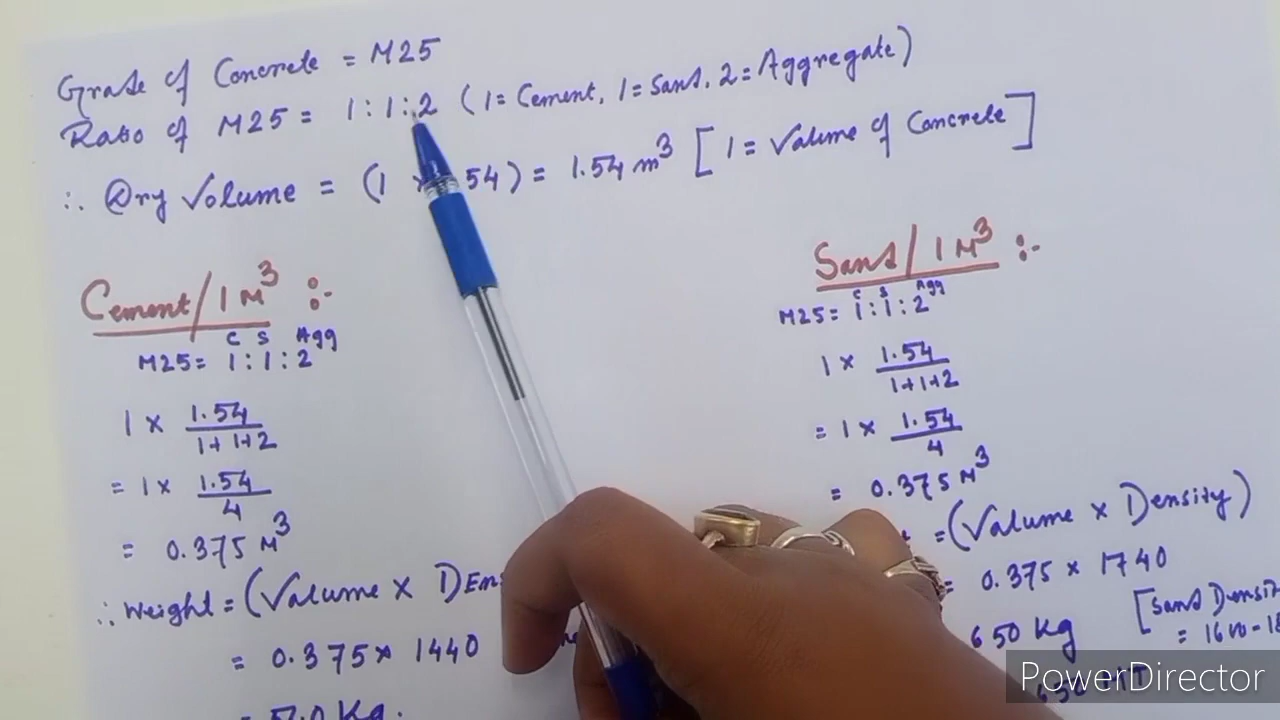 Grade of Concrete = M25
Ratio of M25 = 1:1:2 (1= Cement, 1= Sand, 2= Aggregate)
∴ Dry Volume = (1 × 54) = 1.54 m³ [1 = Volume of Concrete]
Cement/1 M³ :-
C S Agg
M25= 1:1:2
1 × 1.54/1+1+2
= 1× 1.54/4
= 0.375 M³
∴ Weight = (Volume × DEn
= 0.375× 1440
Kg.
Sand/1 M³ :-
C S Agg
M25= 1:1:2
1 × 1.54/1+1+2
= 1× 1.54/4
= 0.375 M³
=(Volume × Density)
= 0.375 × 1740
650 Kg
[Sand Densit
PowerDirector